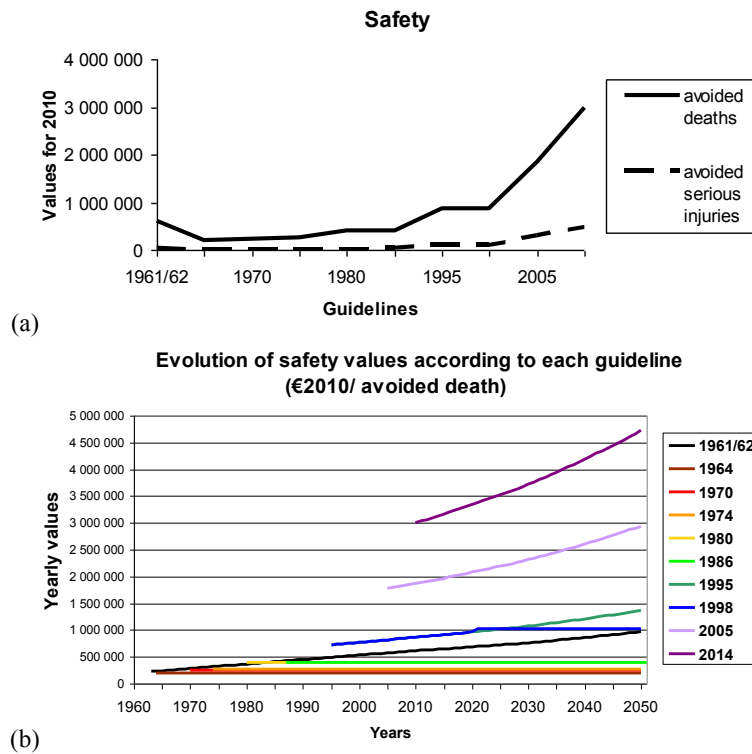 Safety
4 000 000
3 000 000
2 000 000
1 000 000
0
Values for 2010
1961/62 1970 1980 1995 2005
Guidelines
avoided
deaths
avoided
serious
injuries
(a)
Evolution of safety values according to each guideline
(€2010/ avoided death)
5 000 000
4 500 000
4 000 000
3 500 000
3 000 000
2 500 000
2 000 000
1 500 000
1 000 000
500 000
0
Yearly values
1960 1970 1980 1990 2000 2010 2020 2030 2040 2050
Years
1961/62
1964
1970
1974
1980
1986
1995
1998
2005
2014
(b)